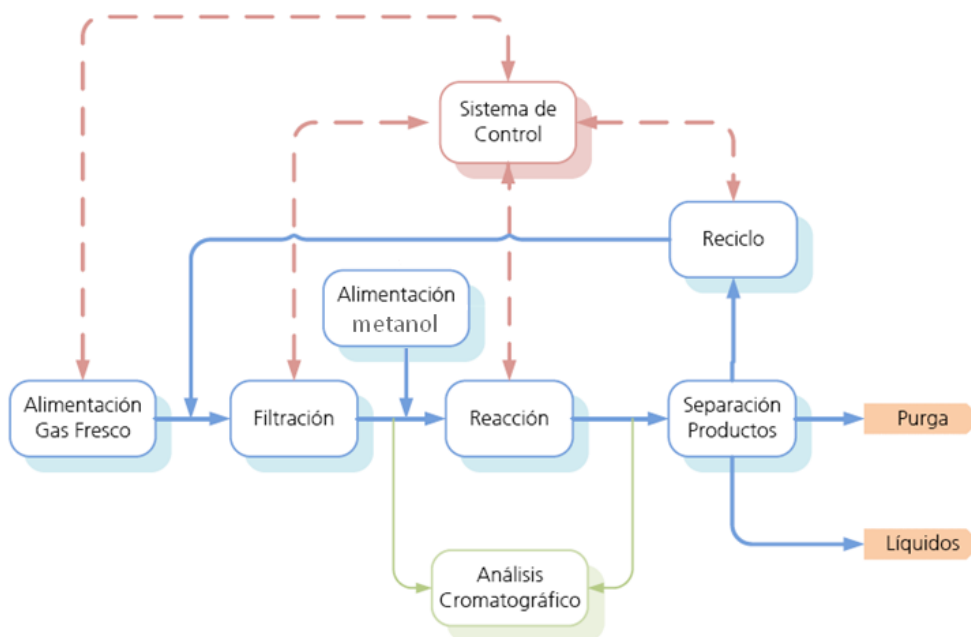 Sistema de
Control
Reciclo
Alimentación
metanol
Alimentación
Gas Fresco
Filtración
Reacción
Separación
Productos
Purga
Líquidos
Análisis
Cromatográfico